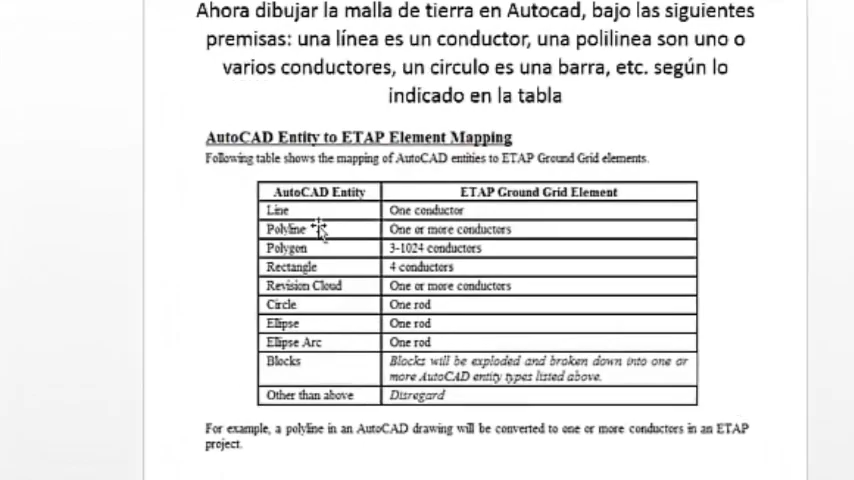 Ahora dibujar la malla de tierra en Autocad, bajo las siguientes
premisas: una línea es un conductor, una polilinea son uno o
varios conductores, un circulo es una barra, etc. según lo
indicado en la tabla
AutoCAD Entity to ETAP Element Mapping
Following table shows the mapping of AutoCAD entities to ETAP Ground Grid elements.
AutoCAD Entity ETAP Ground Grid Element
Line One conductor
Polyline One or more conductors
Polygon 3-1024 conductors
Rectangle 4 conductors
Revision Cloud One or more conductors
Circle One rod
Ellipse One rod
Ellipse Arc One rod
Blocks Blocks will be exploded and broken down into one or
more AutoCAD entity types listed above.
Other than above Disregard
For example, a polyline in an AutoCAD drawing will be converted to one or more conductors in an ETAP
project.